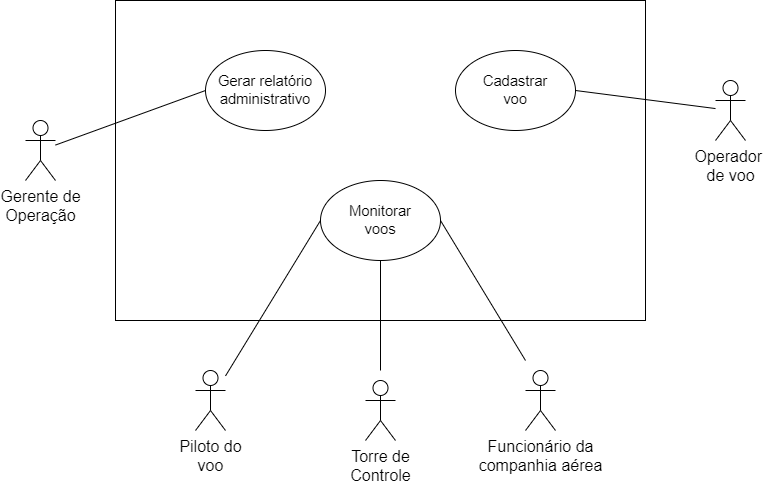 Gerar relatório
administrativo
Cadastrar
voo
Gerente de
Operação
Operador
de voo
Monitorar
voos
Piloto do
voo
Torre de
Controle
Funcionário da
companhia aérea